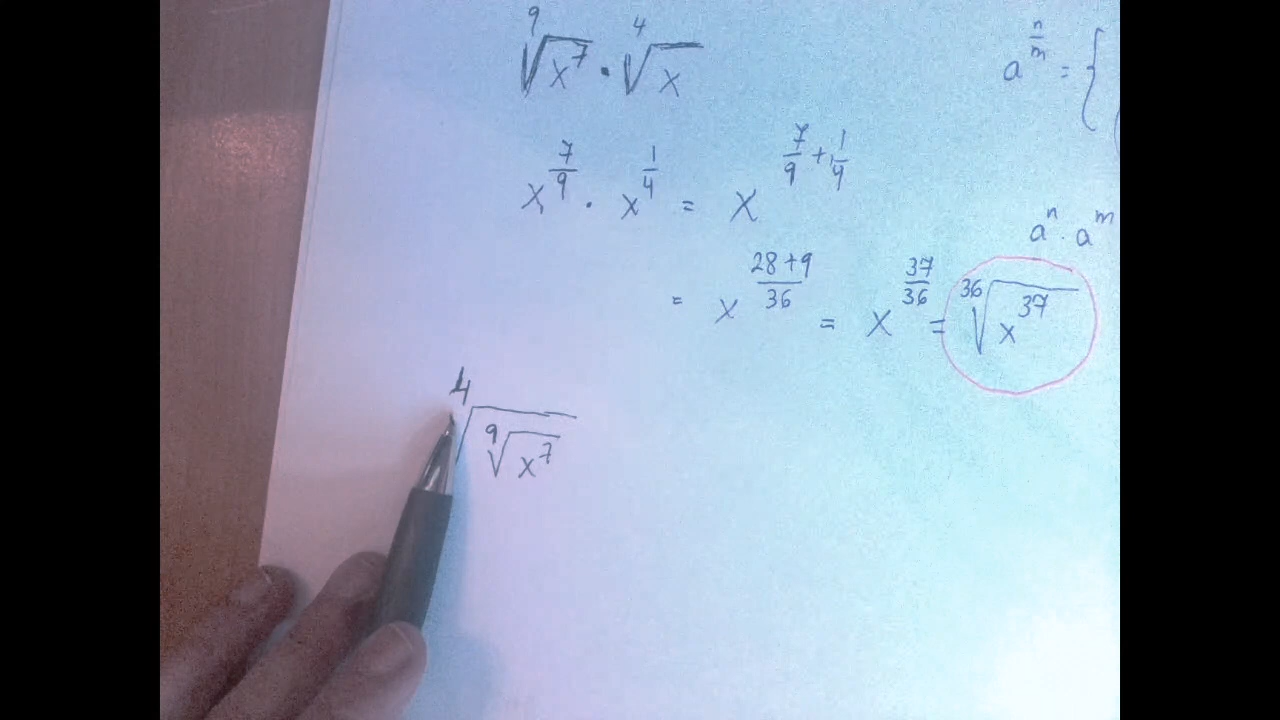 ⁹√x⁷ · ⁴√x
a^(n/m) = {
x^(7/9) · x^(1/4) = x^(7/9 + 1/4)
aⁿ · aᵐ
= x^((28+9)/36) = x^(37/36) = ³⁶√x³⁷
⁴√⁹√x⁷